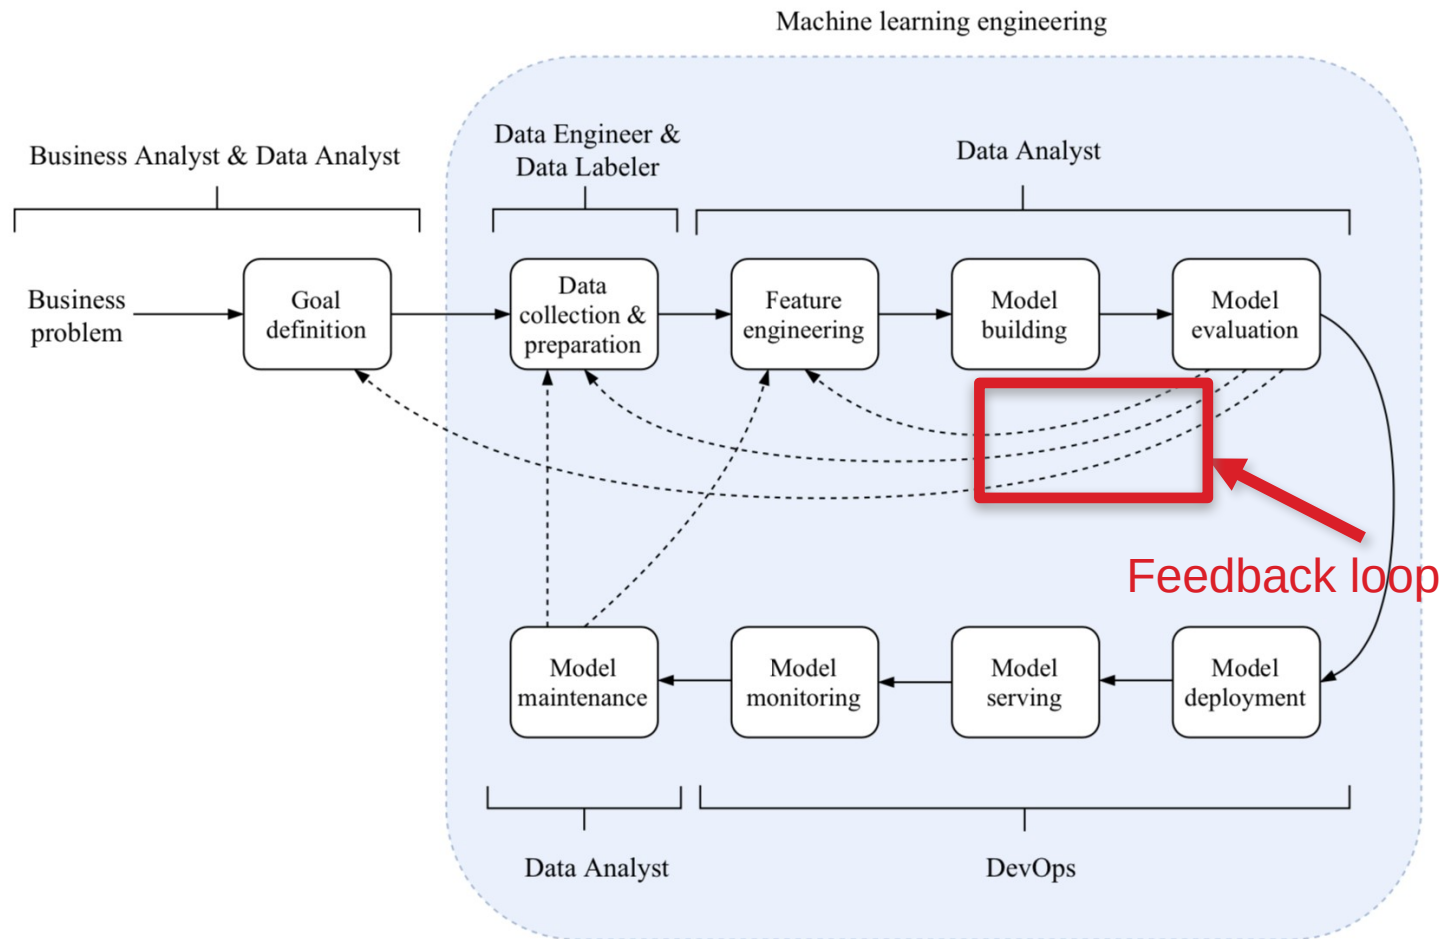 Machine learning engineering
Business Analyst & Data Analyst
Data Engineer &
Data Labeler
Data Analyst
Business
problem
Goal
definition
Data
collection &
preparation
Feature
engineering
Model
building
Model
evaluation
Feedback loop
Model
maintenance
Model
monitoring
Model
serving
Model
deployment
Data Analyst
DevOps